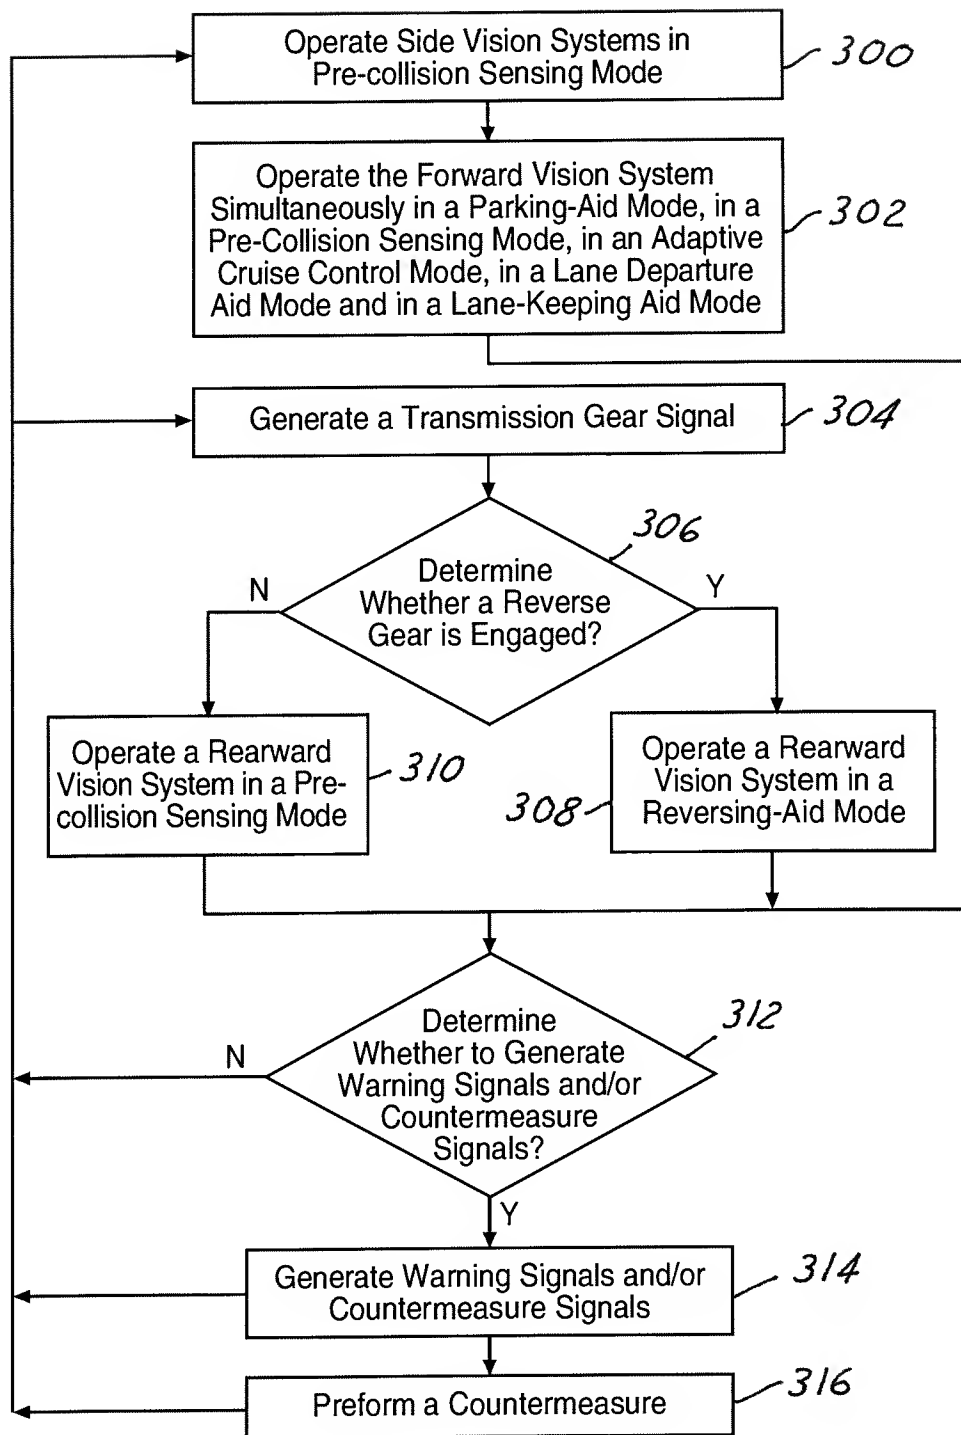 Operate Side Vision Systems in
Pre-collision Sensing Mode
300
Operate the Forward Vision System
Simultaneously in a Parking-Aid Mode, in a
Pre-Collision Sensing Mode, in an Adaptive
Cruise Control Mode, in a Lane Departure
Aid Mode and in a Lane-Keeping Aid Mode
302
Generate a Transmission Gear Signal
304
306
Determine
Whether a Reverse
Gear is Engaged?
N
Y
Operate a Rearward
Vision System in a Pre-
collision Sensing Mode
310
Operate a Rearward
Vision System in a
Reversing-Aid Mode
308
Determine
Whether to Generate
Warning Signals and/or
Countermeasure
Signals?
312
N
Y
Generate Warning Signals and/or
Countermeasure Signals
314
Preform a Countermeasure
316